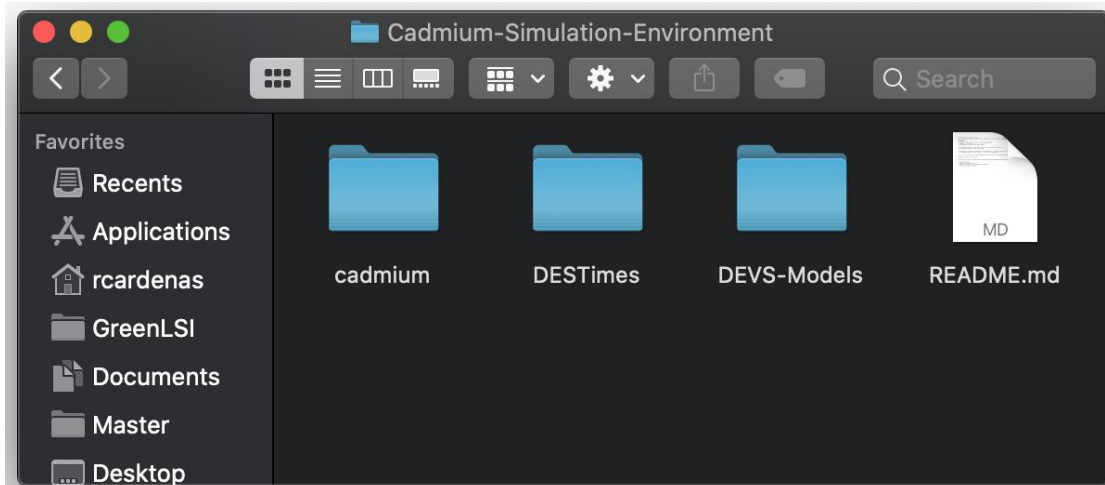 Cadmium-Simulation-Environment
Search
Favorites
Recents
Applications
rcardenas
GreenLSI
Documents
Master
Desktop
MD
cadmium
DESTimes
DEVS-Models
README.md